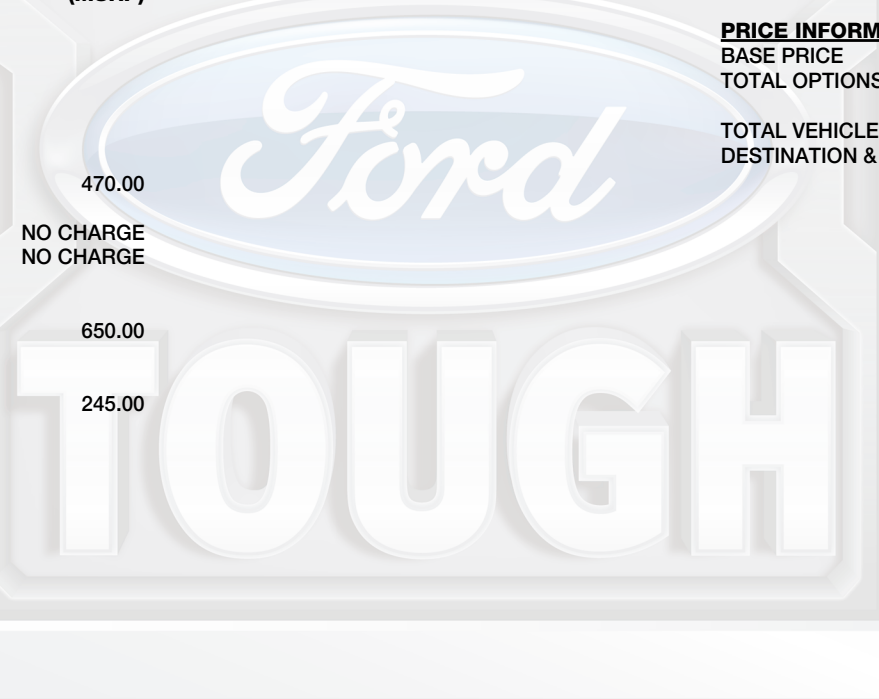 (MSRP)
PRICE INFORM
BASE PRICE
TOTAL OPTIONS
TOTAL VEHICLE
DESTINATION &
470.00
NO CHARGE
NO CHARGE
650.00
245.00
Ford
TOUGH